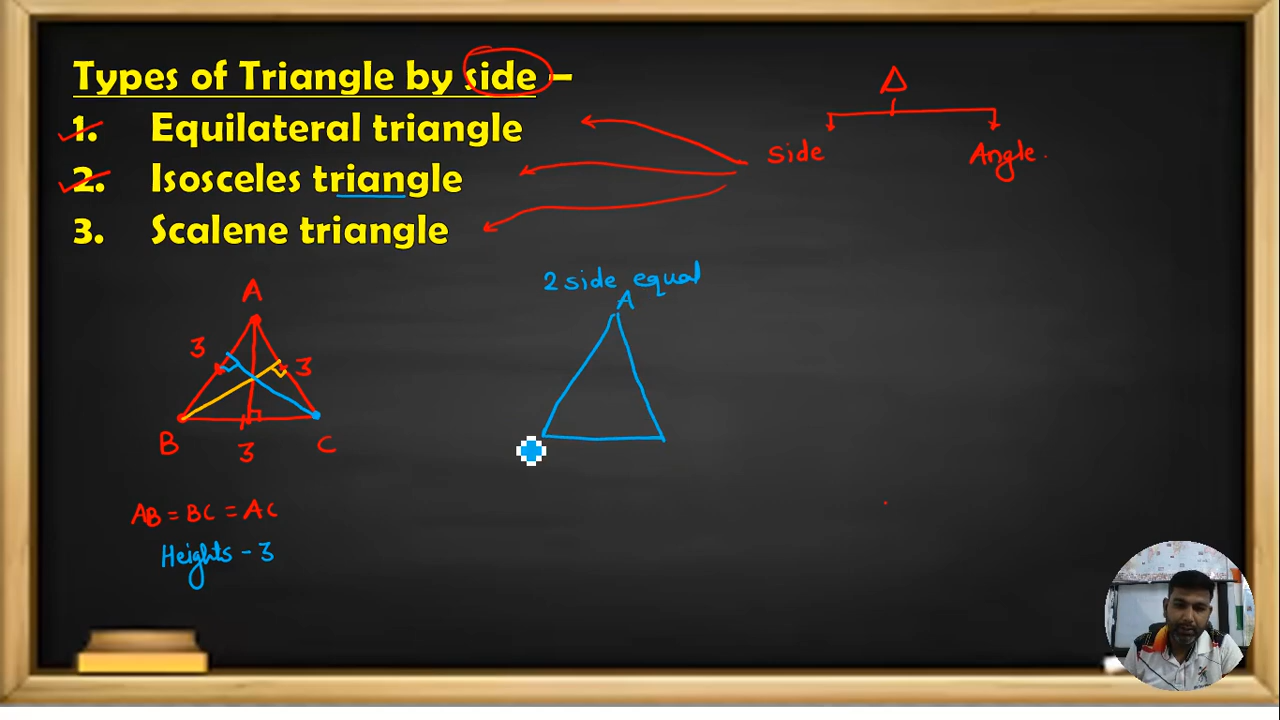 Types of Triangle by side –
1. Equilateral triangle
2. Isosceles triangle
3. Scalene triangle
Δ
Side
Angle.
A
3
3
B
3
C
AB = BC = AC
Heights - 3
2 side equal
A